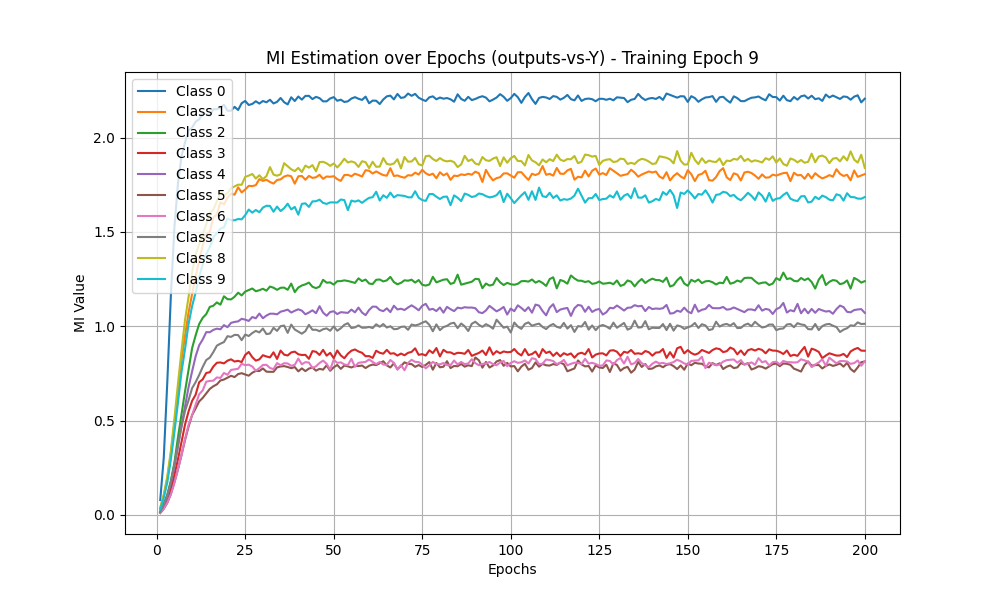 MI Estimation over Epochs (outputs-vs-Y) - Training Epoch 9
Class 0
Class 1
Class 2
Class 3
Class 4
Class 5
Class 6
Class 7
Class 8
Class 9
MI Value
2.0
1.5
1.0
0.5
0.0
0
25
50
75
100
125
150
175
200
Epochs